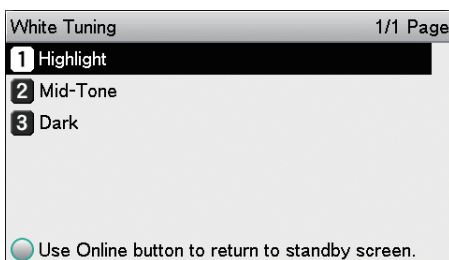 White Tuning 1/1 Page
1 Highlight
2 Mid-Tone
3 Dark
Use Online button to return to standby screen.